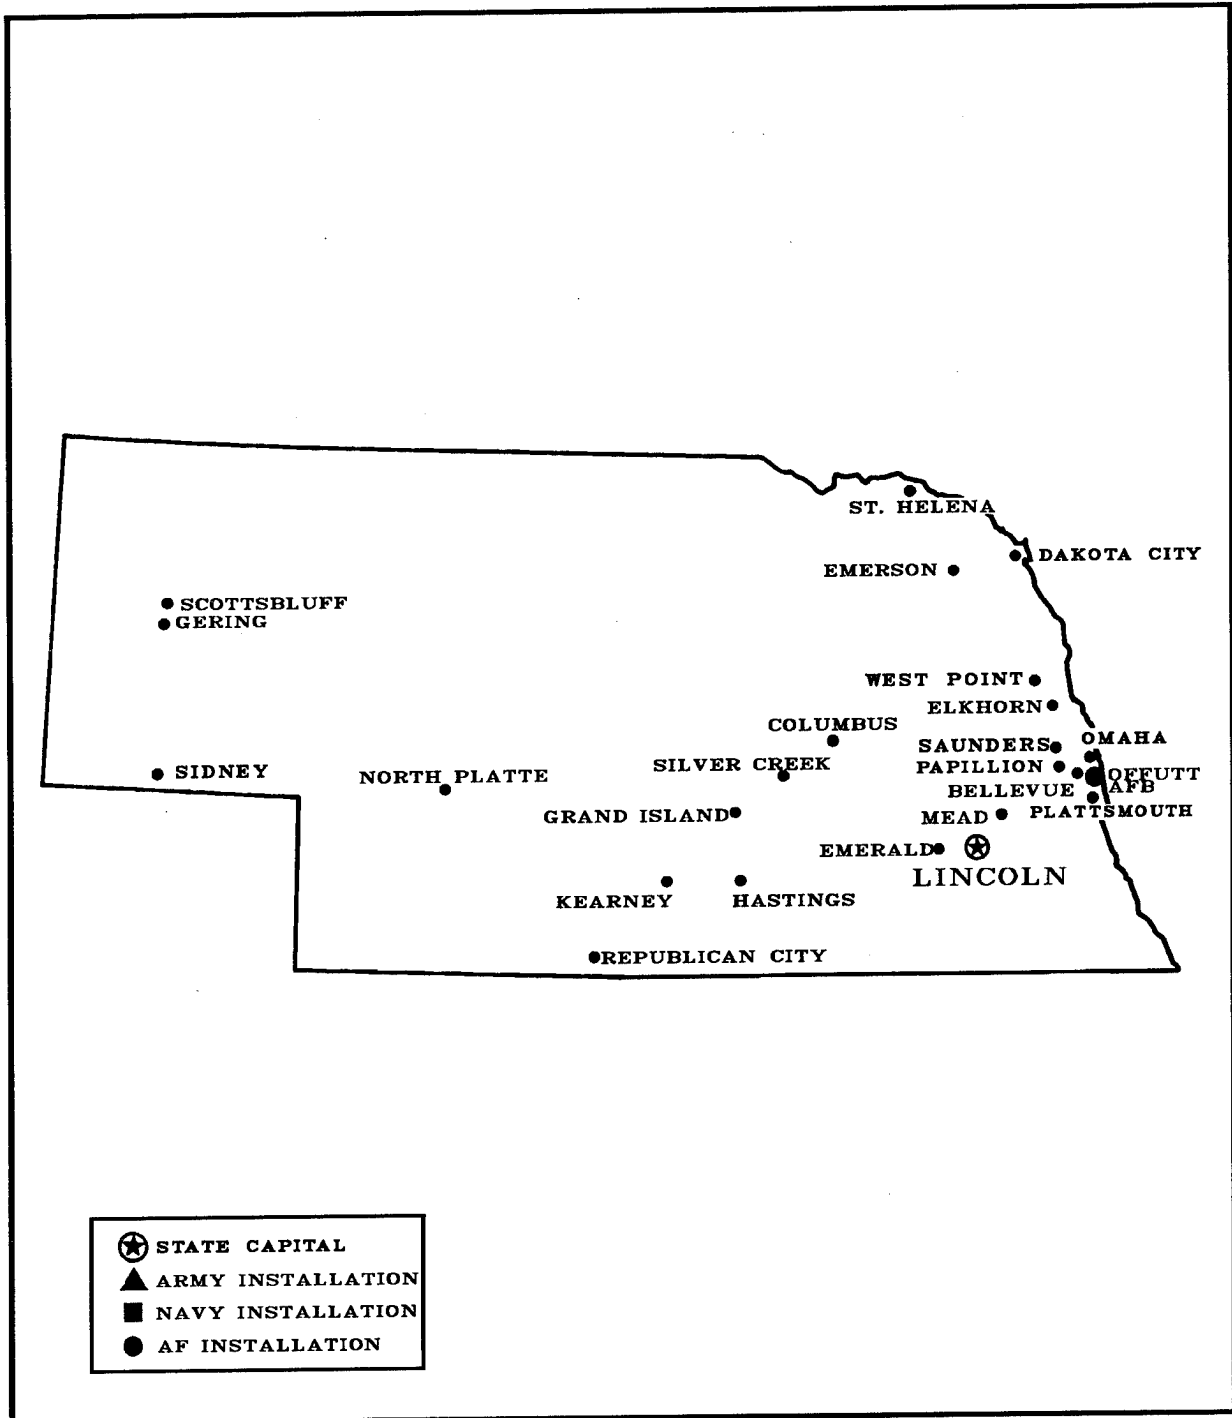 ST. HELENA
DAKOTA CITY
EMERSON
SCOTTSBLUFF
GERING
WEST POINT
ELKHORN
COLUMBUS
SAUNDERS
OMAHA
SILVER CREEK
PAPILLION
SIDNEY
NORTH PLATTE
OFFUTT
AFB
BELLEVUE
GRAND ISLAND
MEAD
PLATTSMOUTH
EMERALD
LINCOLN
KEARNEY
HASTINGS
REPUBLICAN CITY
STATE CAPITAL
ARMY INSTALLATION
NAVY INSTALLATION
AF INSTALLATION